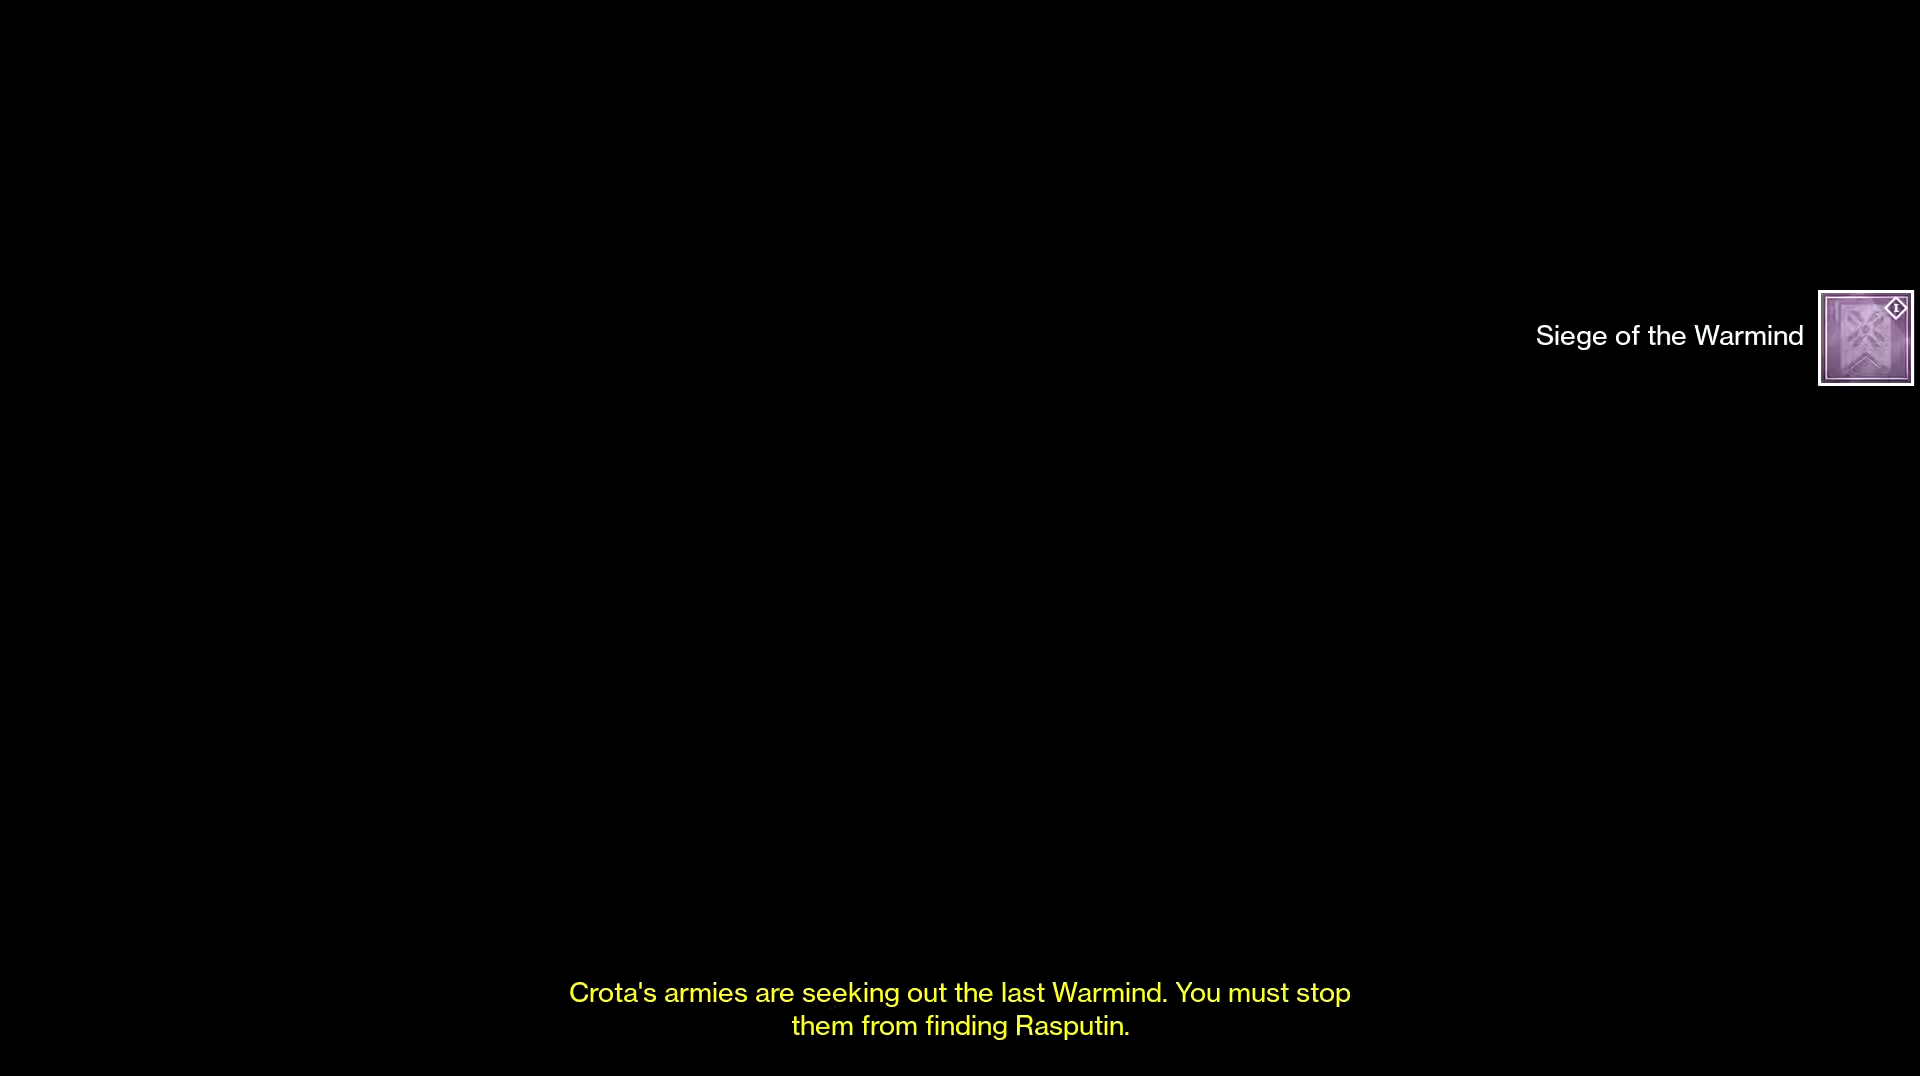 Siege of the Warmind
Crota's armies are seeking out the last Warmind. You must stop
them from finding Rasputin.